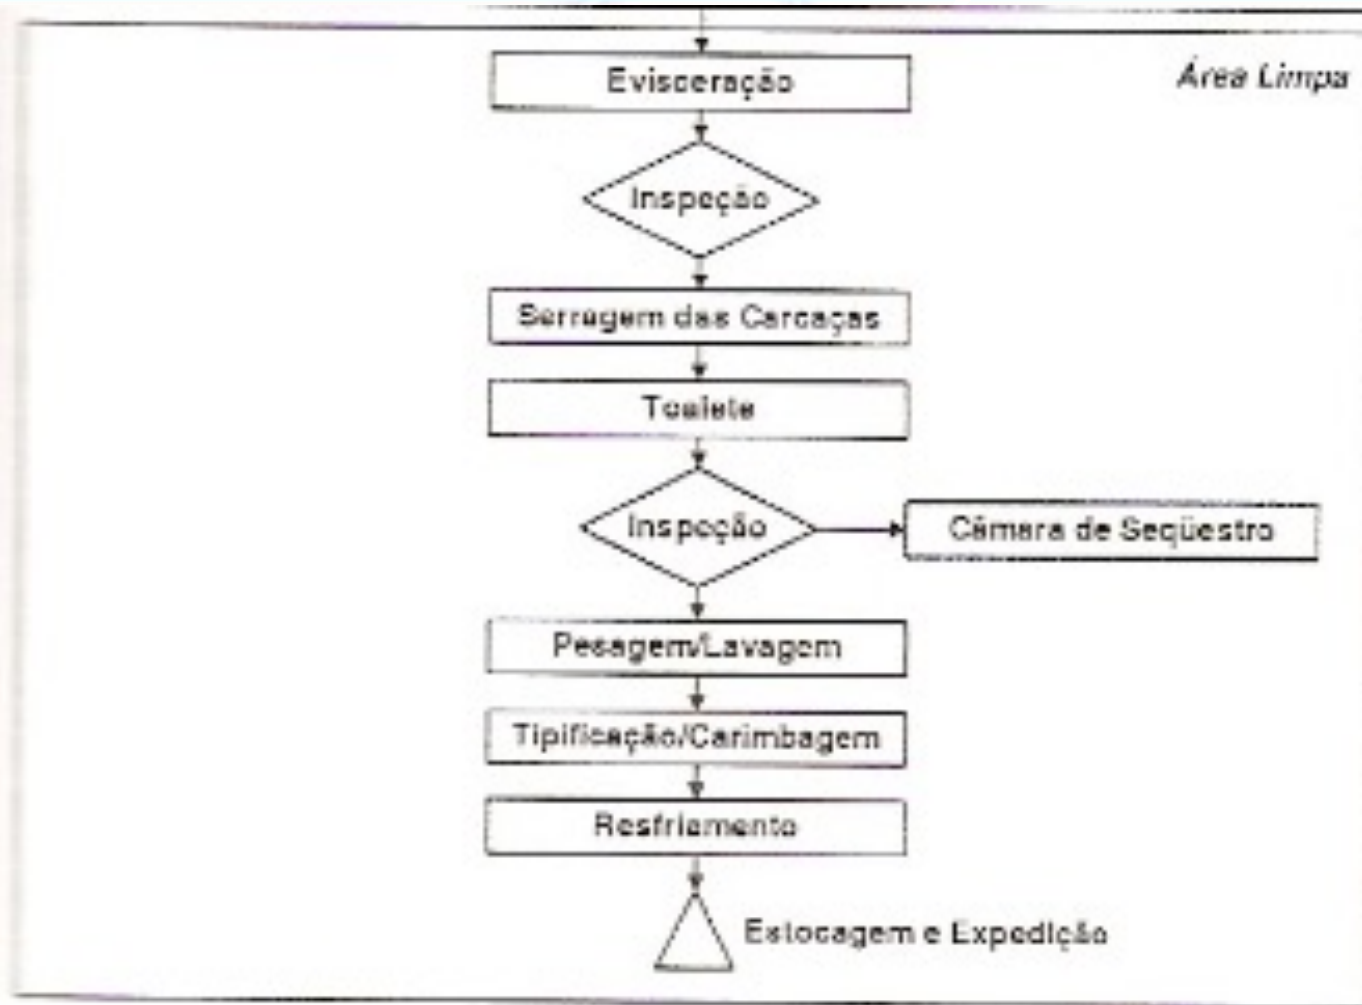 Evisceração
Área Limpa
Inspeção
Serragem das Carcaças
Toalete
Inspeção
Câmara de Seqüestro
Pesagem/Lavagem
Tipificação/Carimbagem
Resfriamento
Estocagem e Expedição